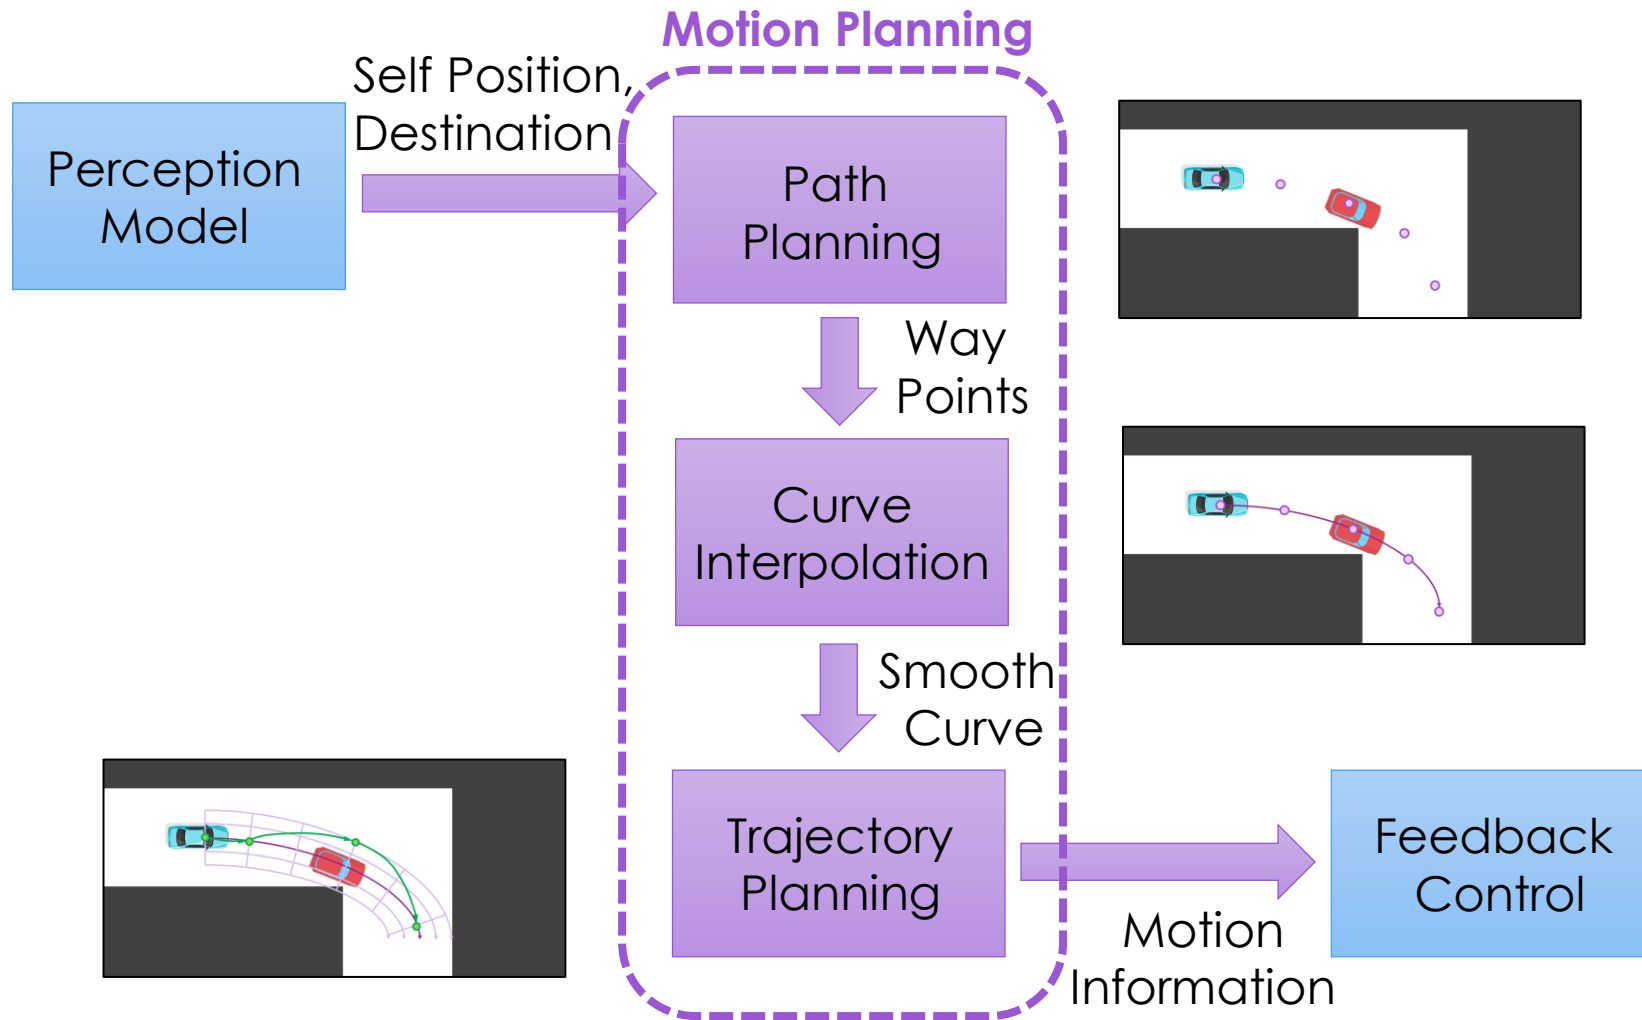 Motion Planning
Self Position,
Destination
Perception
Model
Path
Planning
Way
Points
Curve
Interpolation
Smooth
Curve
Trajectory
Planning
Feedback
Control
Motion
Information